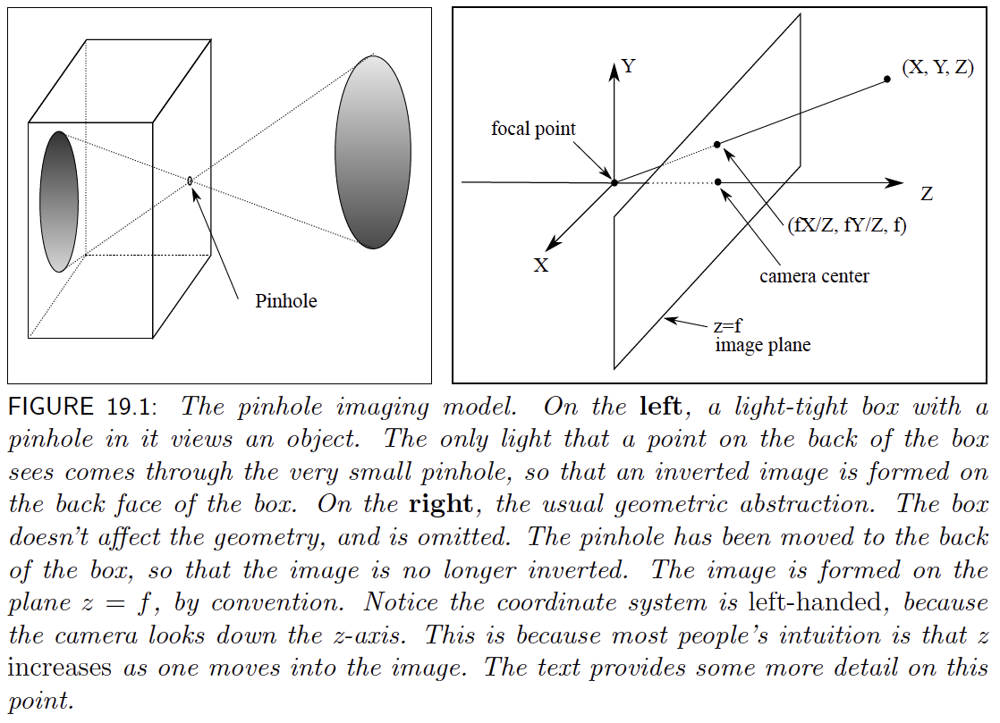 Pinhole
Y
(X, Y, Z)
focal point
Z
(fX/Z, fY/Z, f)
X
camera center
z=f
image plane
FIGURE 19.1: The pinhole imaging model. On the left, a light-tight box with a
pinhole in it views an object. The only light that a point on the back of the box
sees comes through the very small pinhole, so that an inverted image is formed on
the back face of the box. On the right, the usual geometric abstraction. The box
doesn't affect the geometry, and is omitted. The pinhole has been moved to the back
of the box, so that the image is no longer inverted. The image is formed on the
plane z = f, by convention. Notice the coordinate system is left-handed, because
the camera looks down the z-axis. This is because most people's intuition is that z
increases as one moves into the image. The text provides some more detail on this
point.